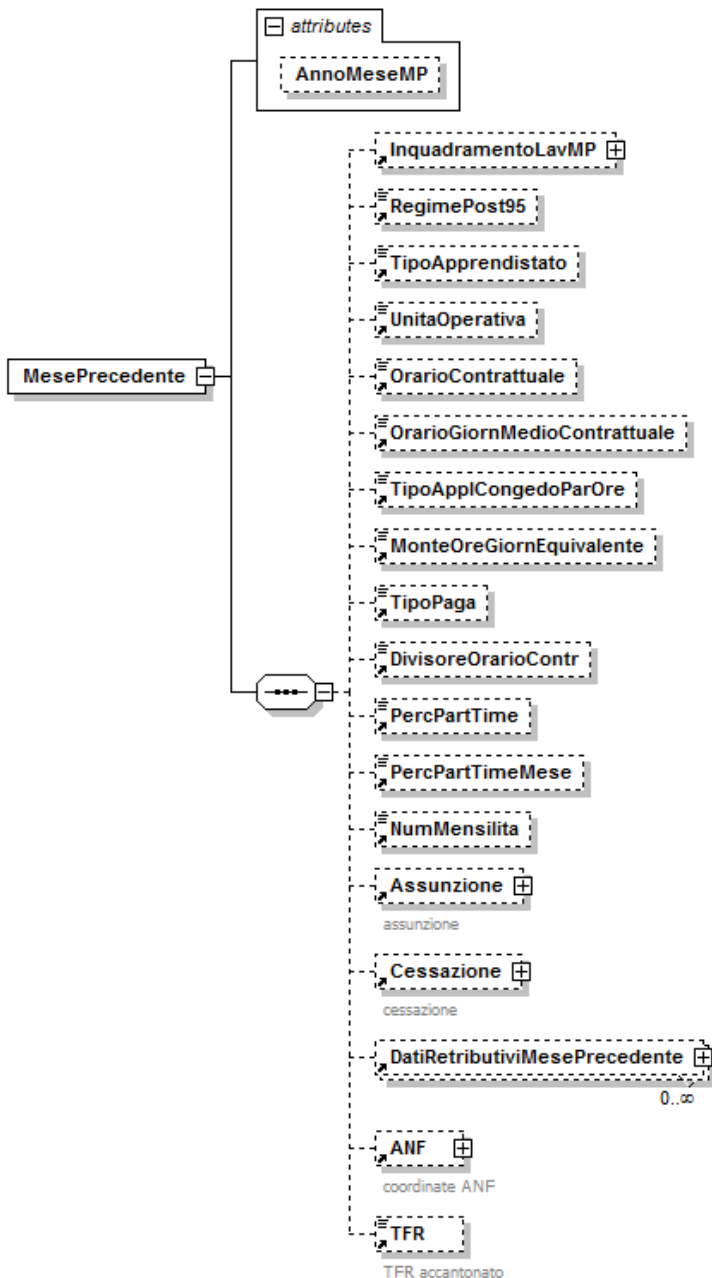 attributes
AnnoMeseMP
InquadramentoLavMP
RegimePost95
TipoApprendistato
UnitaOperativa
OrarioContrattuale
MesePrecedente
OrarioGiornMedioContrattuale
TipoApplCongedoParOre
MonteOreGiornEquivalente
TipoPaga
DivisoreOrarioContr
PercPartTime
PercPartTimeMese
NumMensilita
Assunzione
assunzione
Cessazione
cessazione
DatiRetributiviMesePrecedente
0..∞
ANF
coordinate ANF
TFR
TFR accantonato